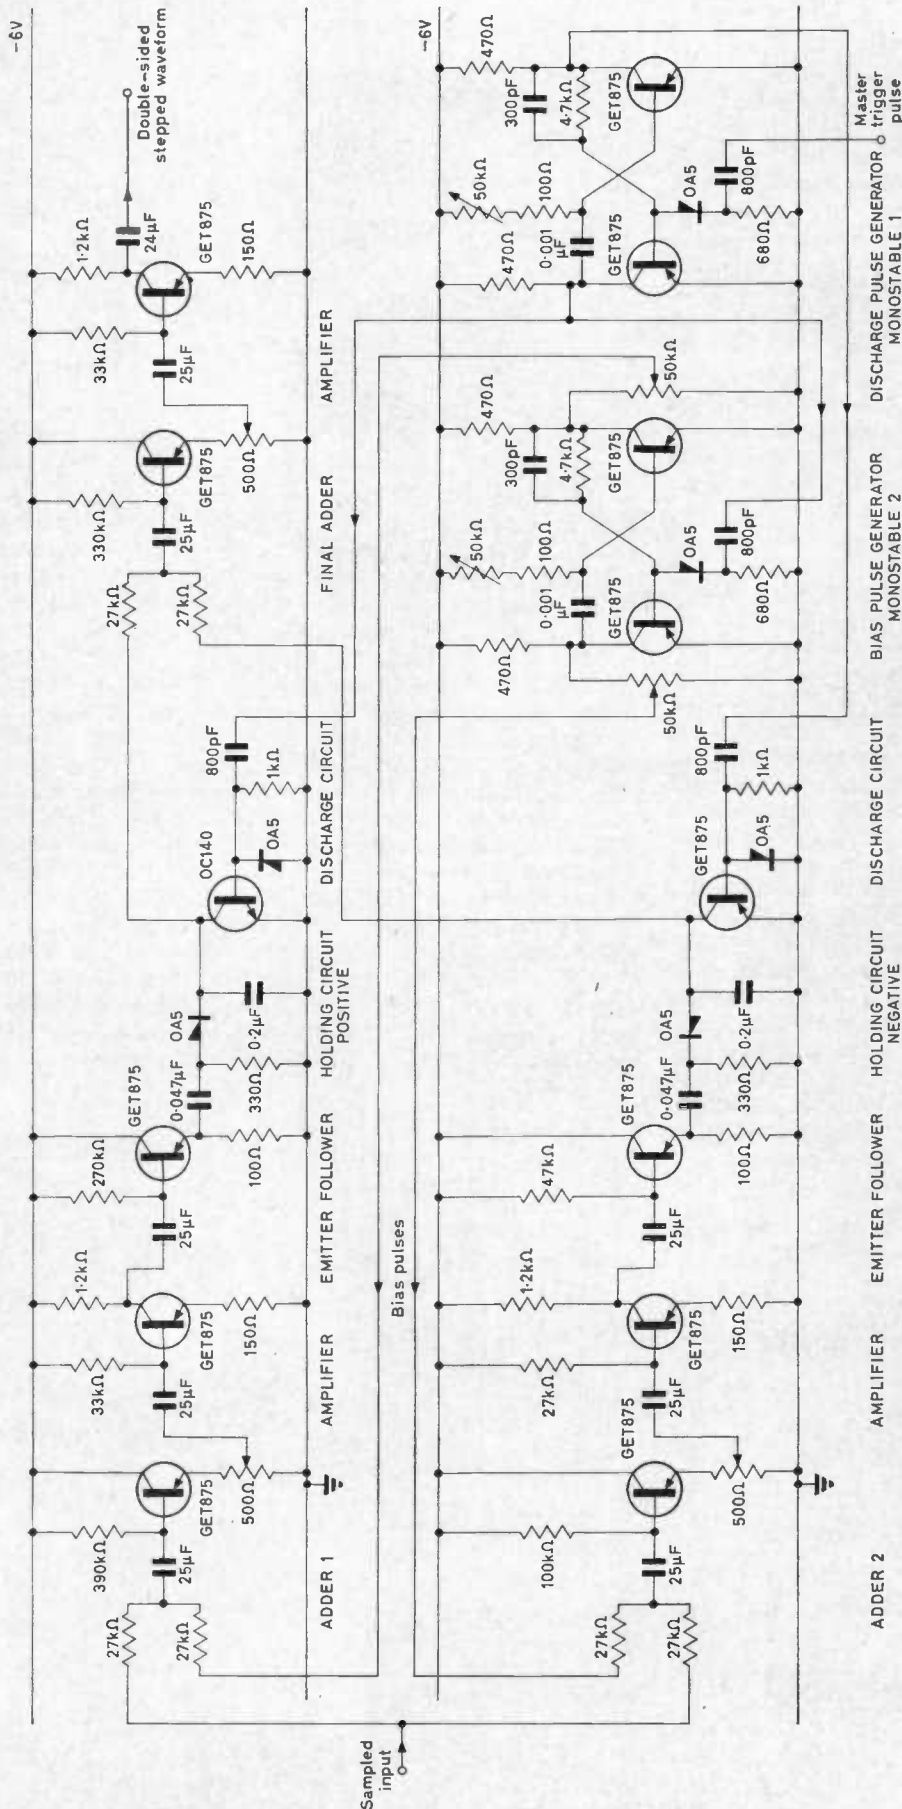 -6V
1·2kΩ
24μF
Double-sided
stepped waveform
GET875
150Ω
33kΩ
25μF
AMPLIFIER
GET875
500Ω
330kΩ
25μF
FINAL ADDER
27kΩ
27kΩ
800pF
1kΩ
OC140
OA5
DISCHARGE CIRCUIT
OA5
0·2μF
HOLDING CIRCUIT
POSITIVE
GET875
0·047μF
330Ω
270kΩ
100Ω
25μF
EMITTER FOLLOWER
1·2kΩ
GET875
150Ω
33kΩ
25μF
AMPLIFIER
GET875
500Ω
390kΩ
25μF
ADDER 1
27kΩ
27kΩ
Bias pulses
Sampled
input
-6V
470Ω
300pF
4·7kΩ
GET875
50kΩ
100Ω
0·001
μF
470Ω
GET875
OA5
800pF
680Ω
Master
trigger
pulse
DISCHARGE PULSE GENERATOR
MONOSTABLE 1
50kΩ
470Ω
300pF
4·7kΩ
GET875
50kΩ
100Ω
0·001
μF
470Ω
GET875
OA5
800pF
680Ω
50kΩ
BIAS PULSE GENERATOR
MONOSTABLE 2
800pF
1kΩ
GET875
OA5
DISCHARGE CIRCUIT
OA5
0·2μF
HOLDING CIRCUIT
NEGATIVE
GET875
0·047μF
330Ω
47kΩ
100Ω
25μF
EMITTER FOLLOWER
1·2kΩ
GET875
150Ω
27kΩ
25μF
AMPLIFIER
GET875
500Ω
100kΩ
25μF
ADDER 2
27kΩ
27kΩ